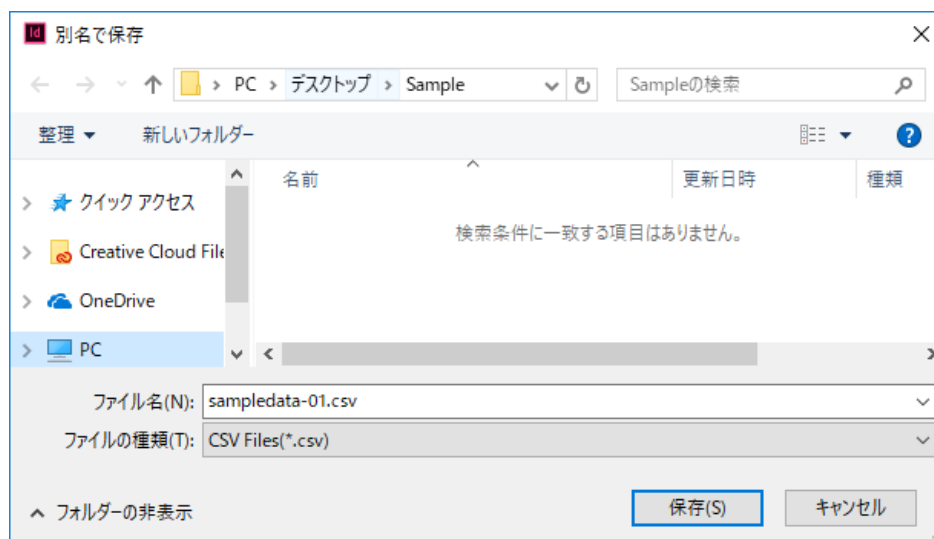 Id 別名で保存
PC デスクトップ Sample Sampleの検索
整理 新しいフォルダー ?
名前 更新日時 種類
クイック アクセス
検索条件に一致する項目はありません。
Creative Cloud File
OneDrive
PC
ファイル名(N): sampledata-01.csv
ファイルの種類(T): CSV Files(*.csv)
フォルダーの非表示 保存(S) キャンセル